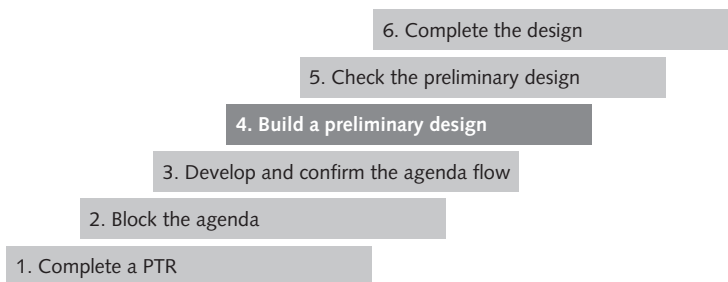 6. Complete the design
5. Check the preliminary design
4. Build a preliminary design
3. Develop and confirm the agenda flow
2. Block the agenda
1. Complete a PTR